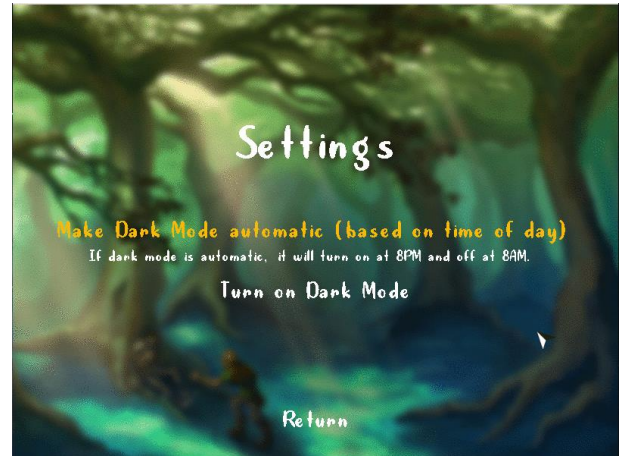 Settings
Make Dark Mode automatic (based on time of day)
If dark mode is automatic, it will turn on at 8PM and off at 8AM.
Turn on Dark Mode
Return